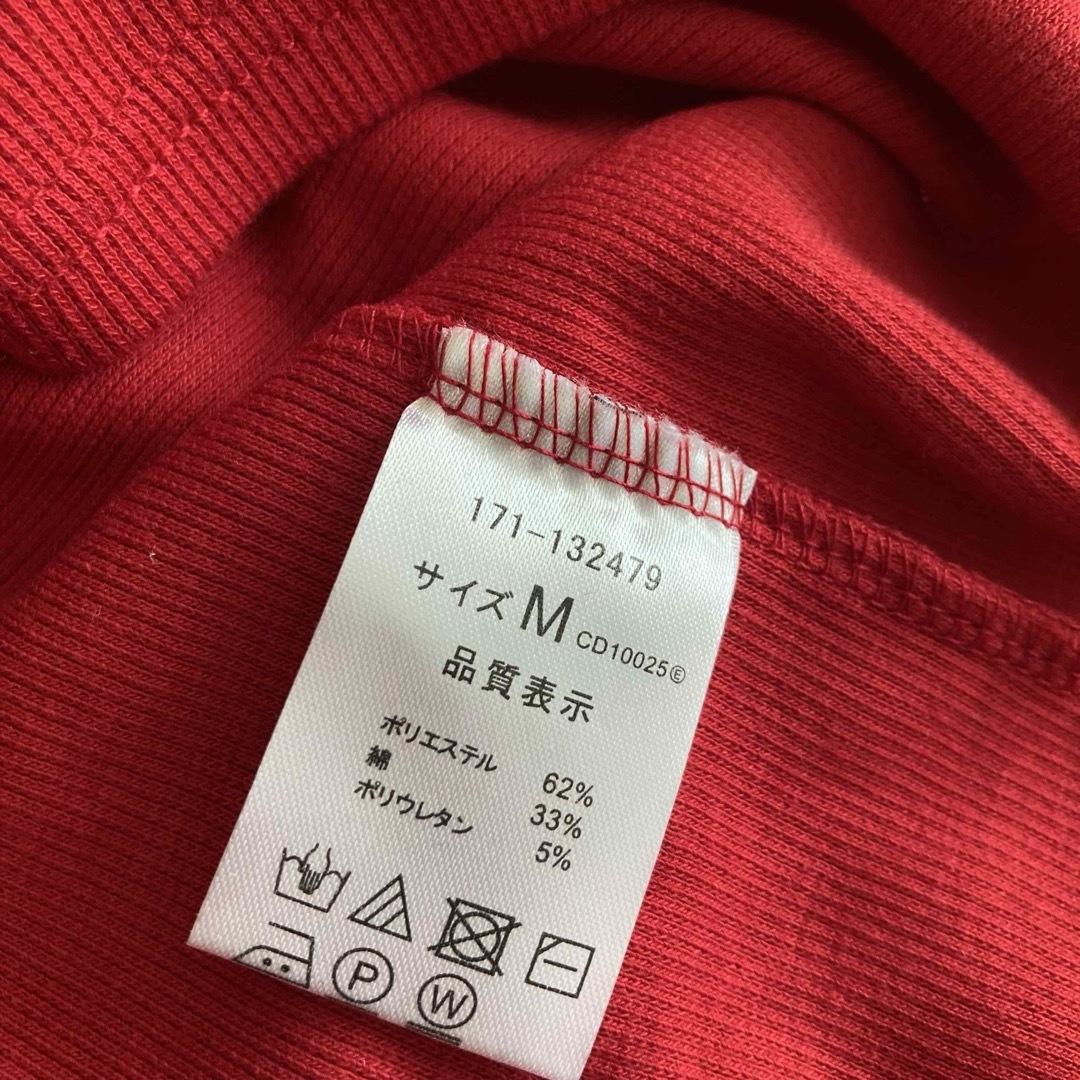 171-132479
サイズ M CD10025Ⓔ
品質表示
ポリエステル 62%
綿 33%
ポリウレタン 5%
P
W